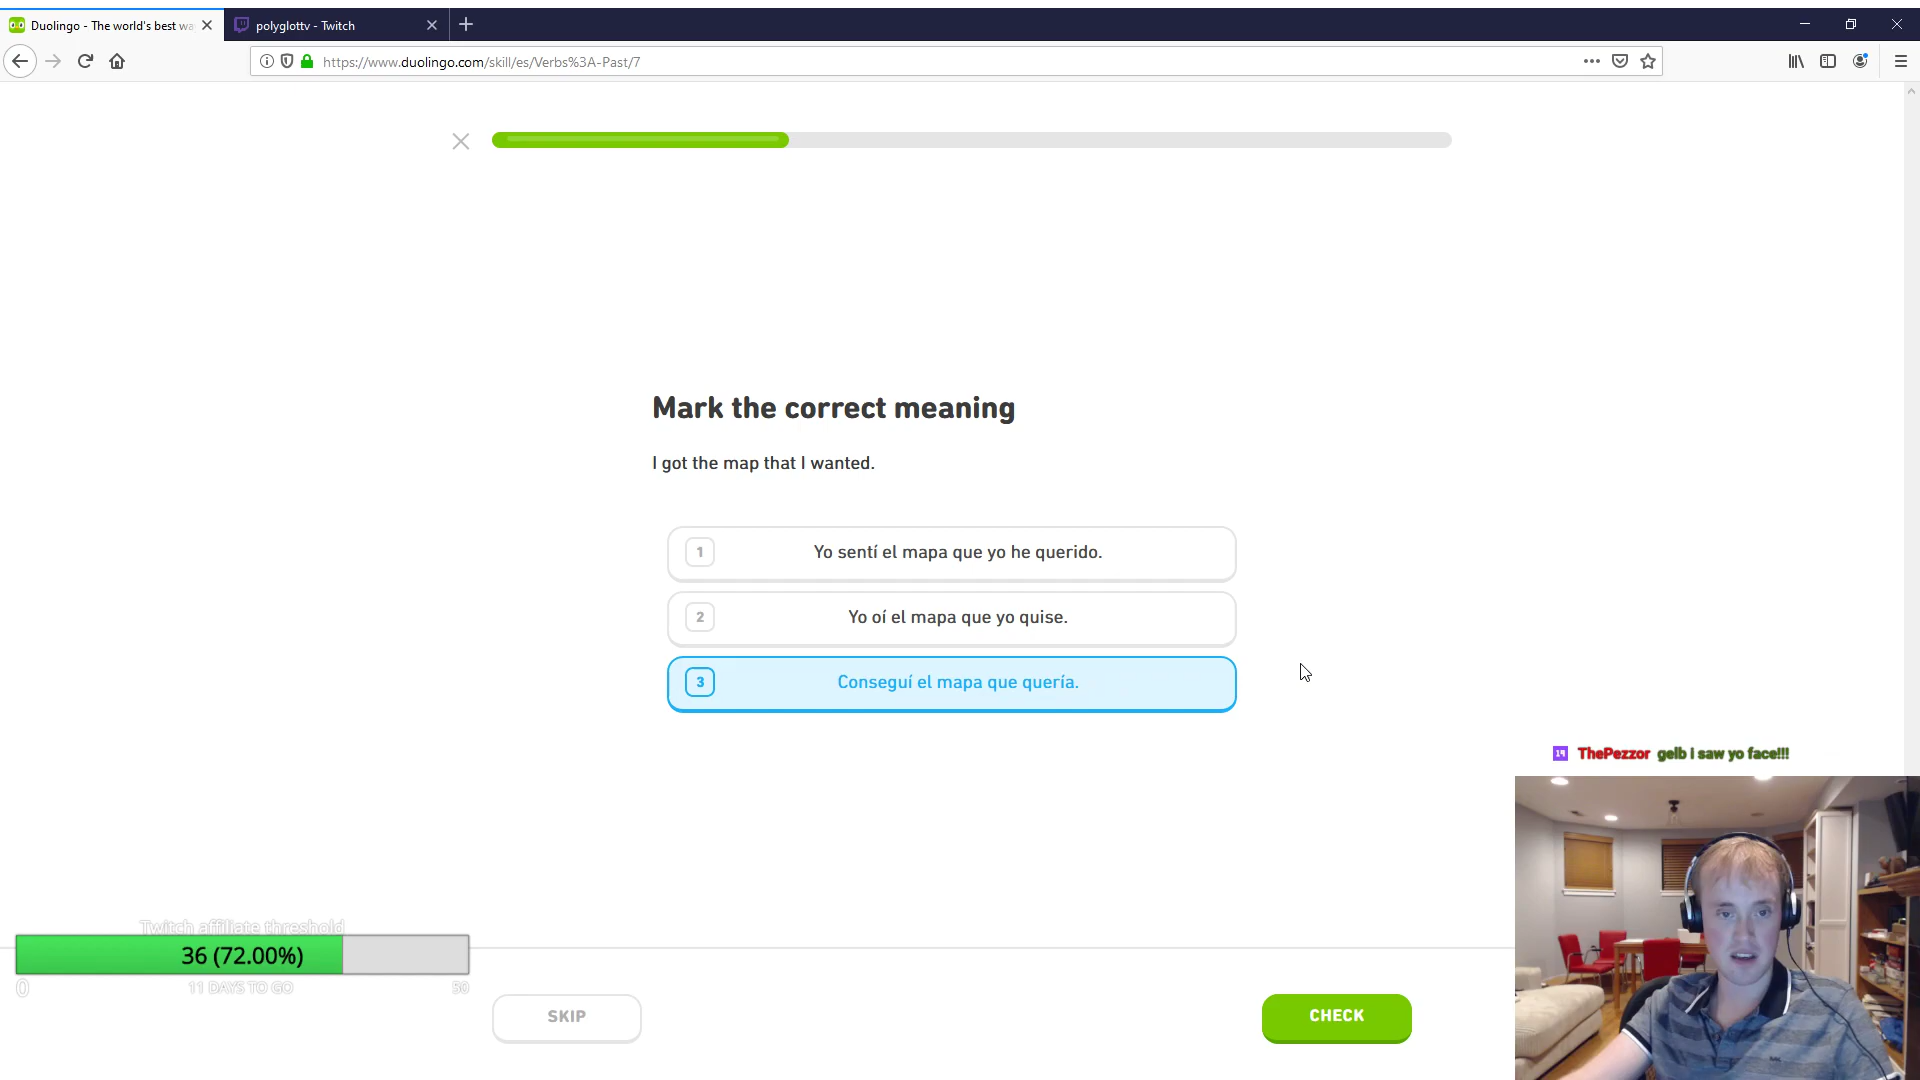 Duolingo - The world's best wa
polyglottv - Twitch
https://www.duolingo.com/skill/es/Verbs%3A-Past/7
Mark the correct meaning
I got the map that I wanted.
1 Yo sentí el mapa que yo he querido.
2 Yo oí el mapa que yo quise.
3 Conseguí el mapa que quería.
19 ThePezzor gelb i saw yo face!!!
Twitch affiliate threshold
36 (72.00%)
0 11 DAYS TO GO 50
SKIP
CHECK